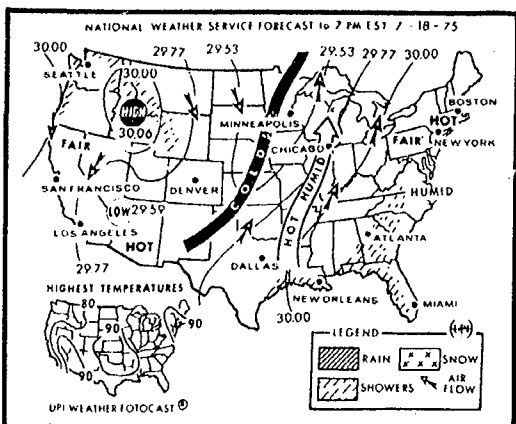 NATIONAL WEATHER SERVICE FORECAST to 7 PM EST 7 - 18 - 75
30.00
29.77
29.53
29.53
29.77
30.00
SEATTLE
30.00
HIGH
30.06
MINNEAPOLIS
BOSTON
HOT
NEW YORK
FAIR
CHICAGO
FAIR
SAN FRANCISCO
DENVER
COLD
HOT HUMID
HUMID
LOW 29.59
LOS ANGELES
HOT
ATLANTA
29.77
DALLAS
HIGHEST TEMPERATURES
NEW ORLEANS
MIAMI
80
30.00
90
90
90
LEGEND
RAIN
SNOW
SHOWERS
AIR FLOW
UPI WEATHER FOTOCAST ®